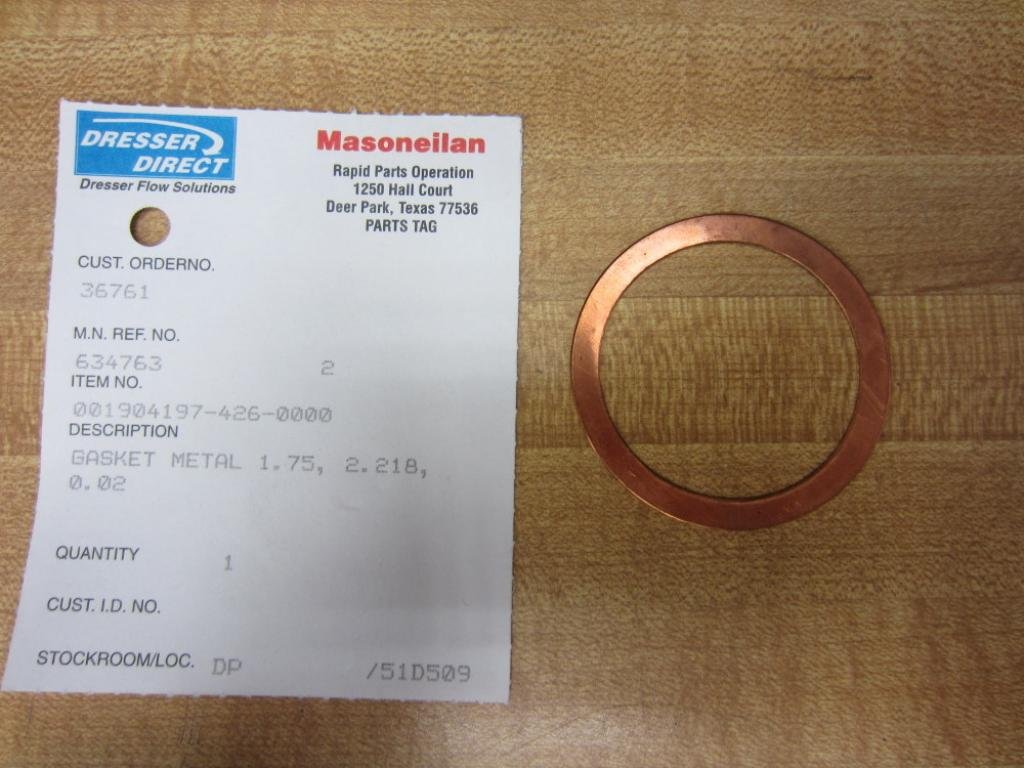 DRESSER
DIRECT
Dresser Flow Solutions
Masoneilan
Rapid Parts Operation
1250 Hall Court
Deer Park, Texas 77536
PARTS TAG
CUST. ORDERNO.
36761
M.N. REF. NO.
634763 2
ITEM NO.
001904197-426-0000
DESCRIPTION
GASKET METAL 1.75, 2.218,
0.02
QUANTITY 1
CUST. I.D. NO.
STOCKROOM/LOC. DP /51D509